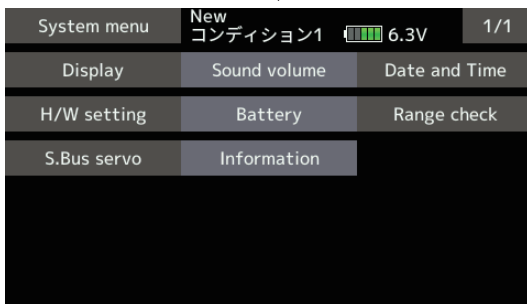 System menu
New
コンディション1
6.3V
1/1
Display
Sound volume
Date and Time
H/W setting
Battery
Range check
S.Bus servo
Information